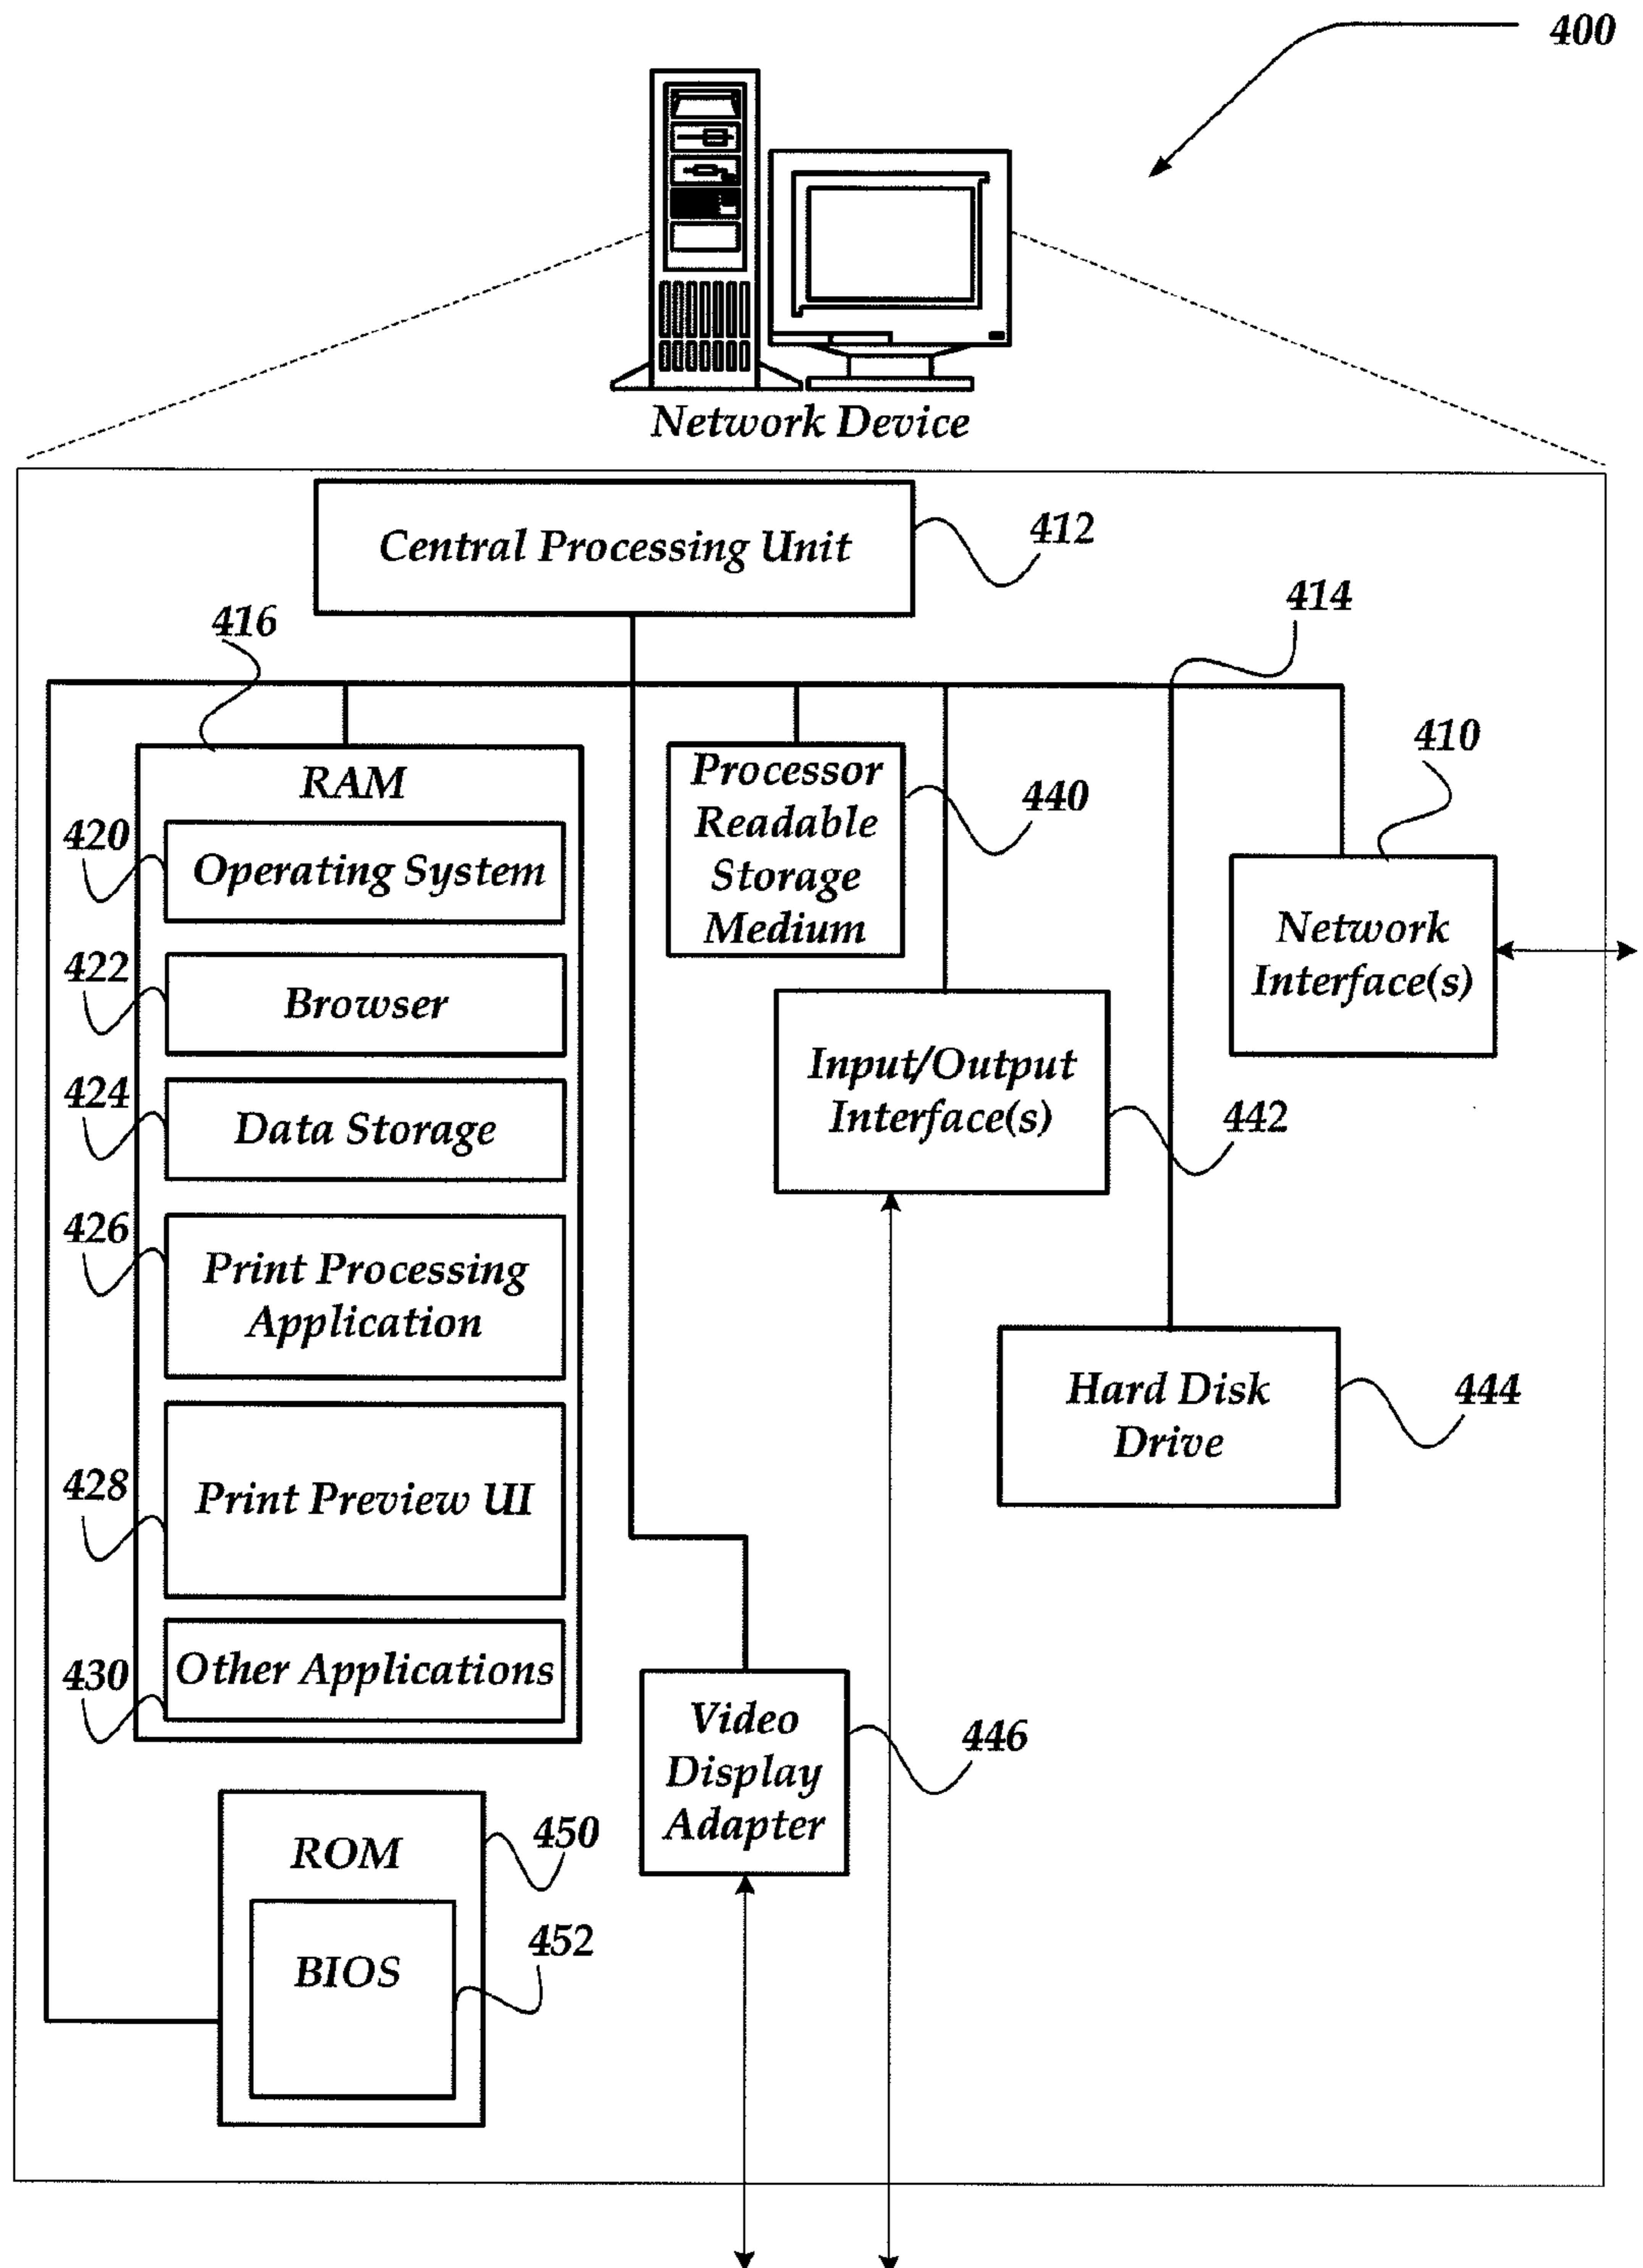 400
Network Device
Central Processing Unit
412
414
416
410
RAM
Processor
Readable
Storage
Medium
440
420
Operating System
Network
Interface(s)
422
Browser
Input/Output
Interface(s)
442
424
Data Storage
426
Print Processing
Application
Hard Disk
Drive
444
428
Print Preview UI
430
Other Applications
Video
Display
Adapter
446
ROM
450
BIOS
452